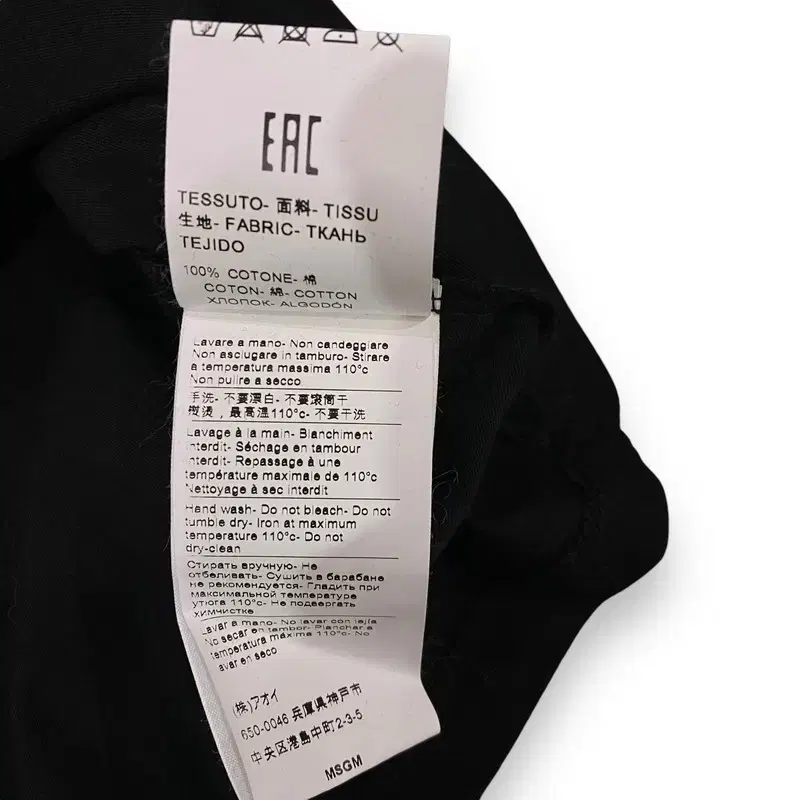 EAC
TESSUTO- 面料- TISSU
生地- FABRIC- ТКАНЬ
TEJIDO
100% COTONE- 棉
COTON- 綿- COTTON
ХЛОПОК- ALGODÓN
Lavare a mano- Non candeggiare
Non asciugare in tamburo- Stirare
a temperatura massima 110°c
Non pulire a secco
手洗- 不要漂白- 不要滾筒干
熨烫，最高溫110°c- 不要干洗
Lavage à la main- Blanchiment
interdit- Séchage en tambour
interdit- Repassage à une
température maximale de 110°c
Nettoyage à sec interdit
Hand wash- Do not bleach- Do not
tumble dry- Iron at maximum
temperature 110°c- Do not
dry-clean
Стирать вручную- Не
отбеливать- Сушить в барабане
не рекомендуется- Гладить при
максимальной температуре
утюга 110°c- Не подвергать
химчистке
Lavar a mano- No lavar con lejía
No secar en tambor- Planchar a
temperatura máxima 110°c- No
lavar en seco
(株)アオイ
650-0046 兵庫県神戸市
中央区港島中町2-3-5
MSGM